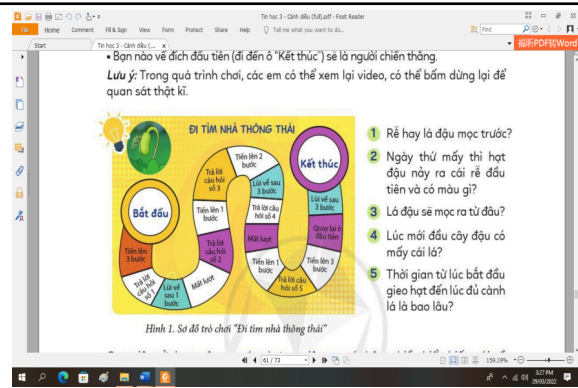 Tin học 3 - Cánh diều (full).pdf - Foxit Reader
File Home Comment Fill & Sign View Form Protect Share Help Tell me what you want to do... Find
Start Tin học 3 - Cánh diều (... × 福昕PDF转Word
• Bạn nào về đích đầu tiên (đi đến ô “Kết thúc”) sẽ là người chiến thắng.
Lưu ý: Trong quá trình chơi, các em có thể xem lại video, có thể bấm dừng lại để
quan sát thật kĩ.
ĐI TÌM NHÀ THÔNG THÁI
Bắt đầu
Tiến lên
3 bước
Trả lời
câu hỏi
số 1
Lùi về
sau 1
bước
Mất lượt
Trả lời
câu hỏi
số 2
Tiến lên 1
bước
Trả lời
câu hỏi
số 3
Tiến lên 2
bước
Lùi về sau
3 bước
Trả lời câu
hỏi số 4
Mất lượt
Tiến lên 1
bước
Trả lời câu
hỏi số 5
Tiến lên 3
bước
Quay lại ô
đầu tiên
Lùi về sau
3 bước
Kết thúc
Hình 1. Sơ đồ trò chơi “Đi tìm nhà thông thái”
1 Rễ hay lá đậu mọc trước?
2 Ngày thứ mấy thì hạt
đậu nảy ra cái rễ đầu
tiên và có màu gì?
3 Lá đậu sẽ mọc ra từ đâu?
4 Lúc mới đầu cây đậu có
mấy cái lá?
5 Thời gian từ lúc bắt đầu
gieo hạt đến lúc đủ cành
lá là bao lâu?
61 / 73 159.19%
3:27 PM
29/03/2022